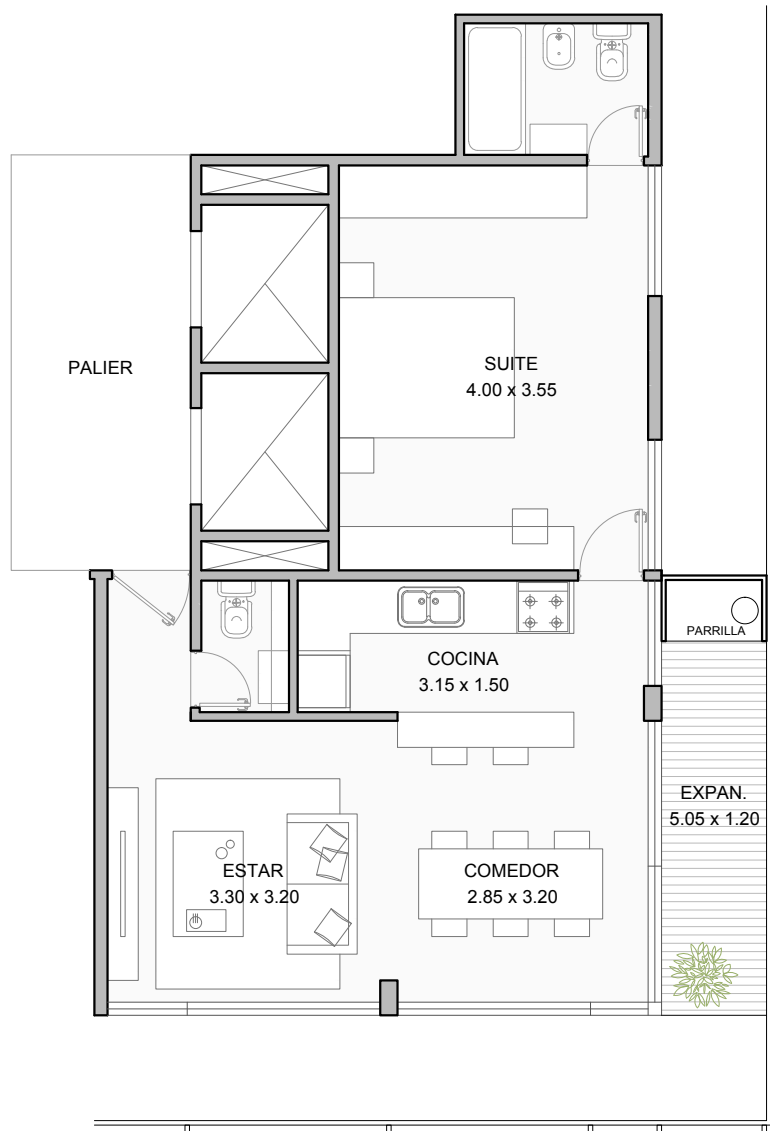 PALIER
SUITE
4.00 x 3.55
PARRILLA
COCINA
3.15 x 1.50
EXPAN.
5.05 x 1.20
ESTAR
3.30 x 3.20
COMEDOR
2.85 x 3.20